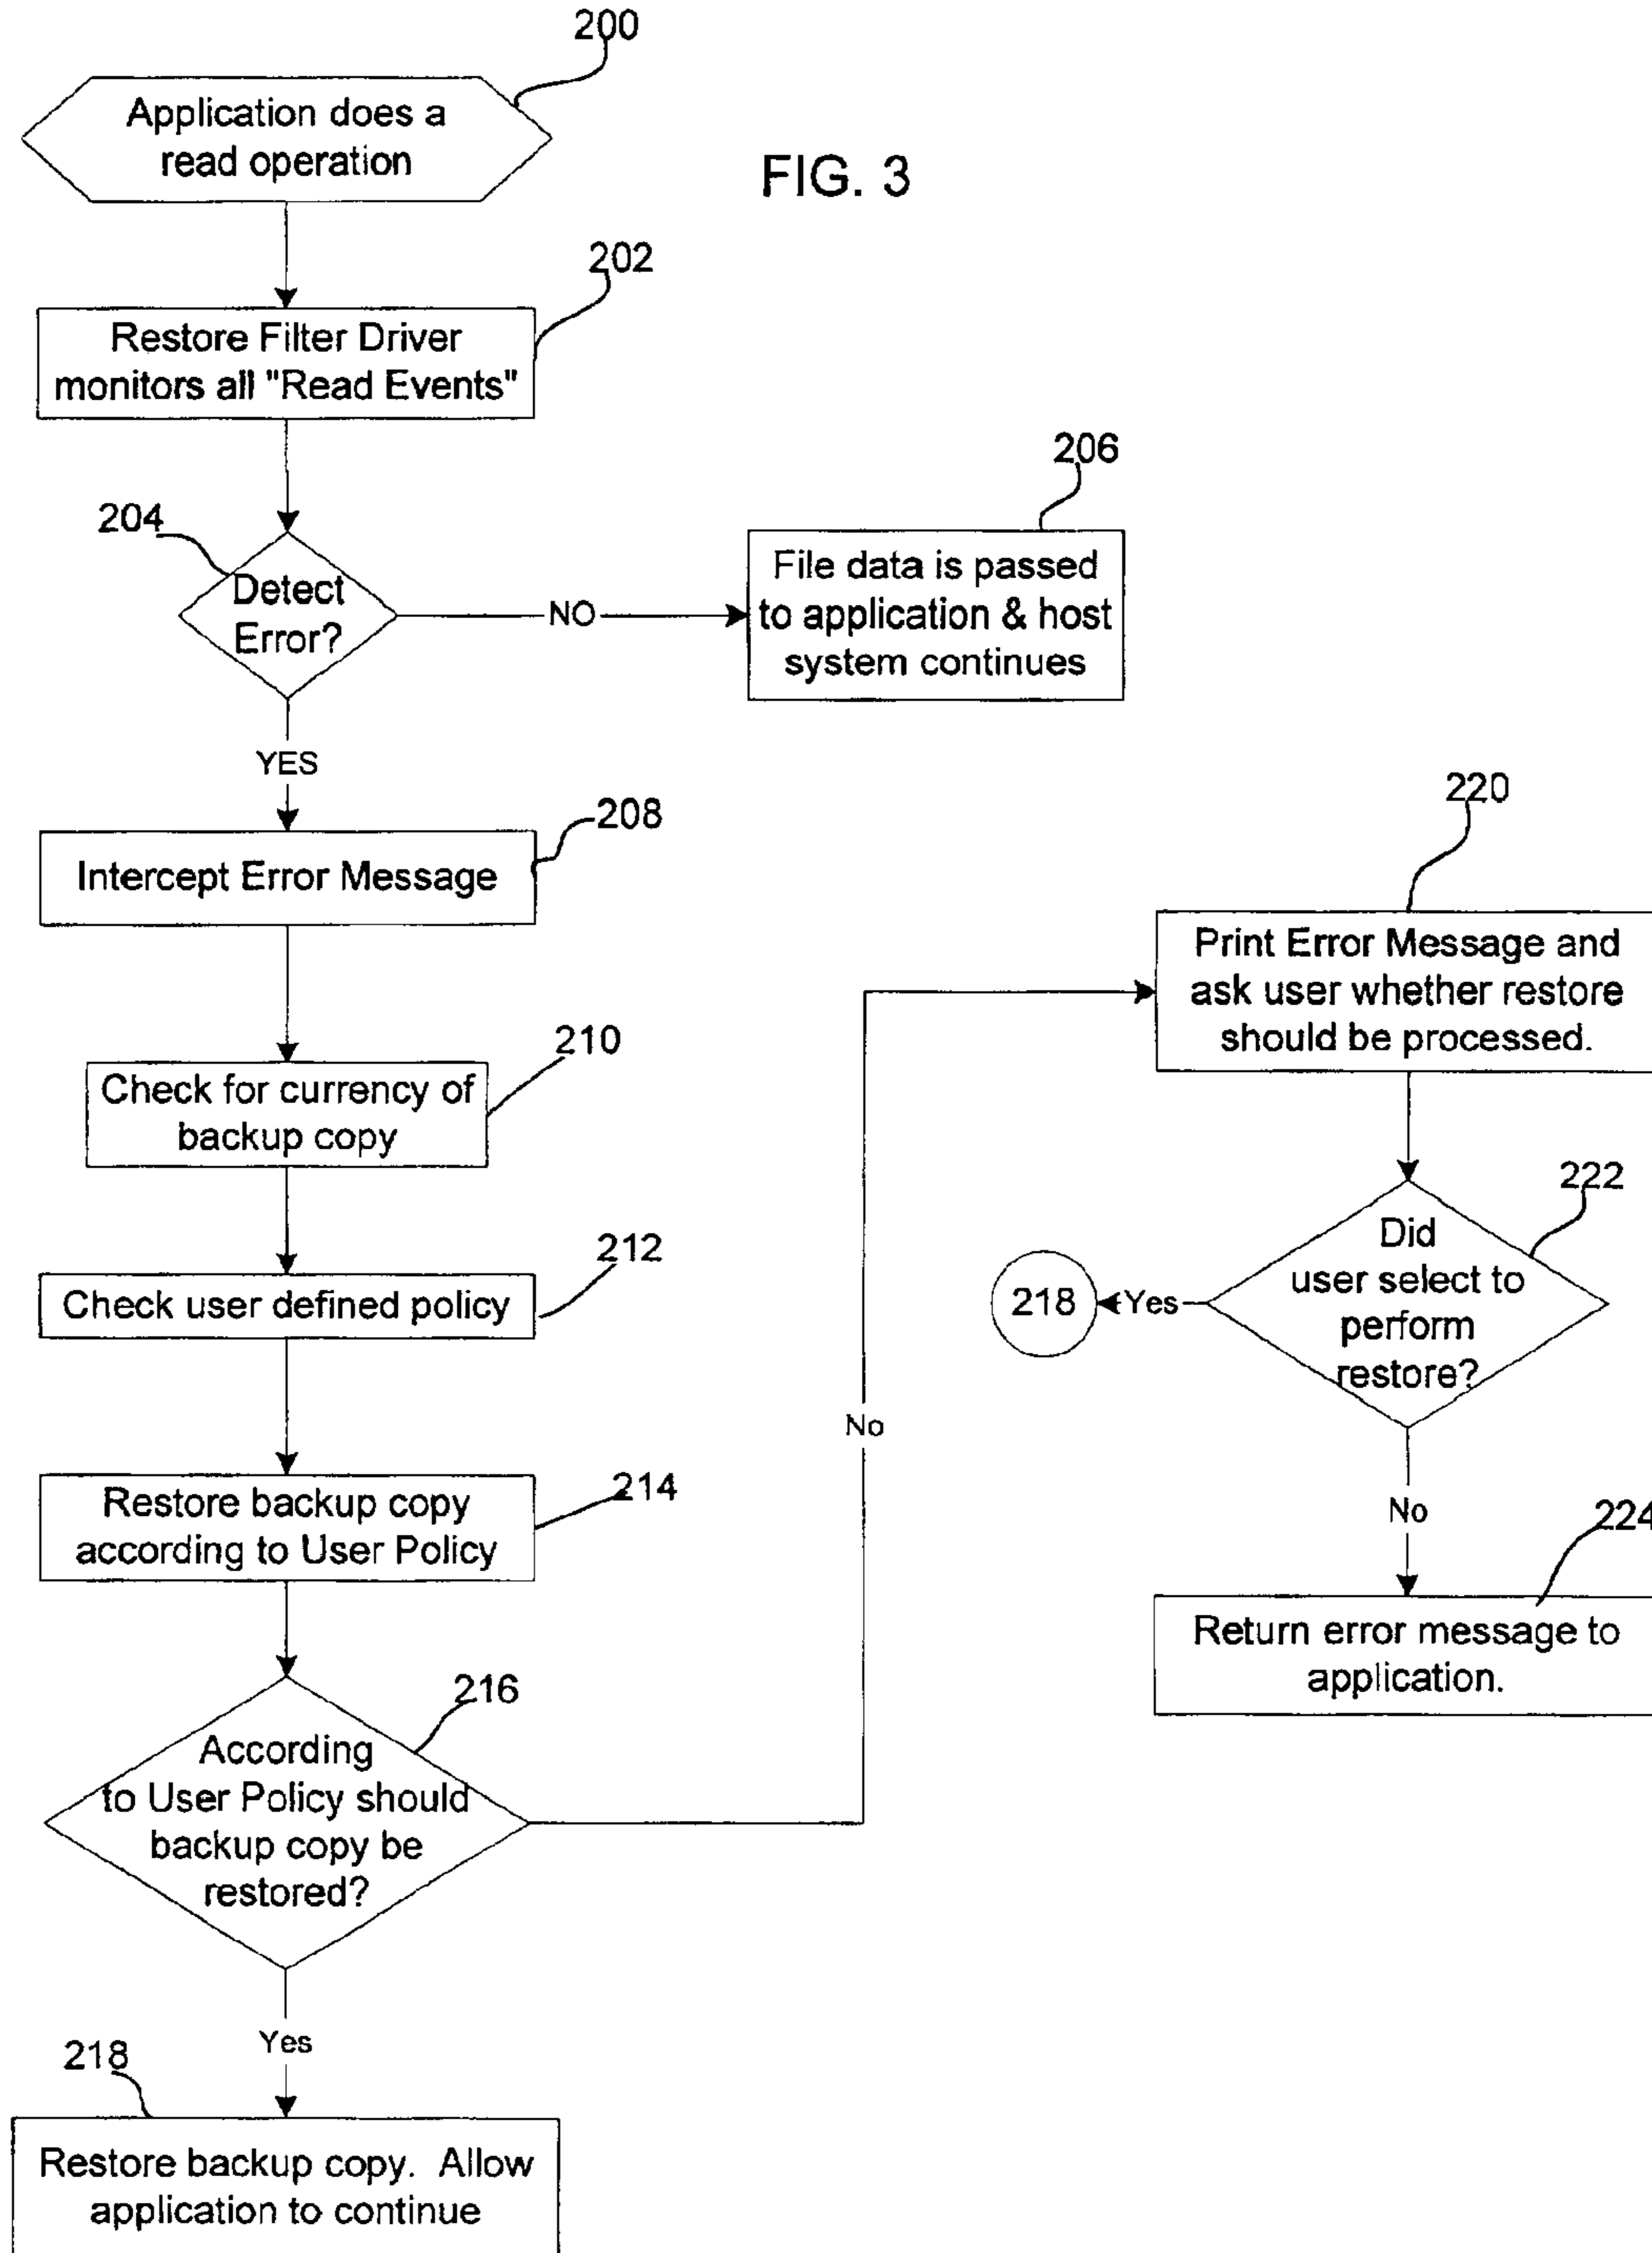 200
Application does a
read operation
FIG. 3
202
Restore Filter Driver
monitors all "Read Events"
204
Detect
Error?
NO
206
File data is passed
to application & host
system continues
YES
208
Intercept Error Message
210
Check for currency of
backup copy
212
Check user defined policy
214
Restore backup copy
according to User Policy
216
According
to User Policy should
backup copy be
restored?
No
Yes
218
Restore backup copy. Allow
application to continue
220
Print Error Message and
ask user whether restore
should be processed.
222
Did
user select to
perform
restore?
Yes
218
No
224
Return error message to
application.